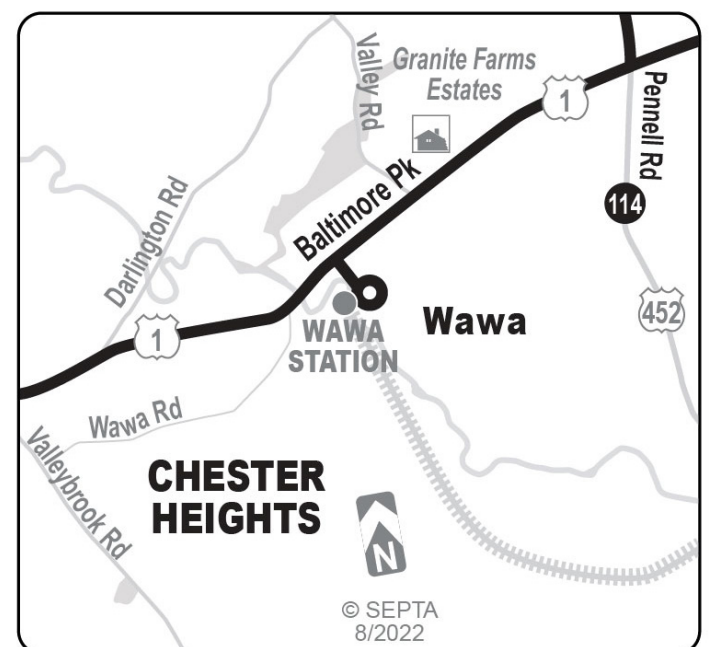 Valley Rd
Granite Farms
Estates
1
Pennell Rd
Baltimore Pk
114
Darlington Rd
452
Wawa
WAWA
STATION
1
Wawa Rd
Valleybrook Rd
CHESTER
HEIGHTS
N
© SEPTA
8/2022